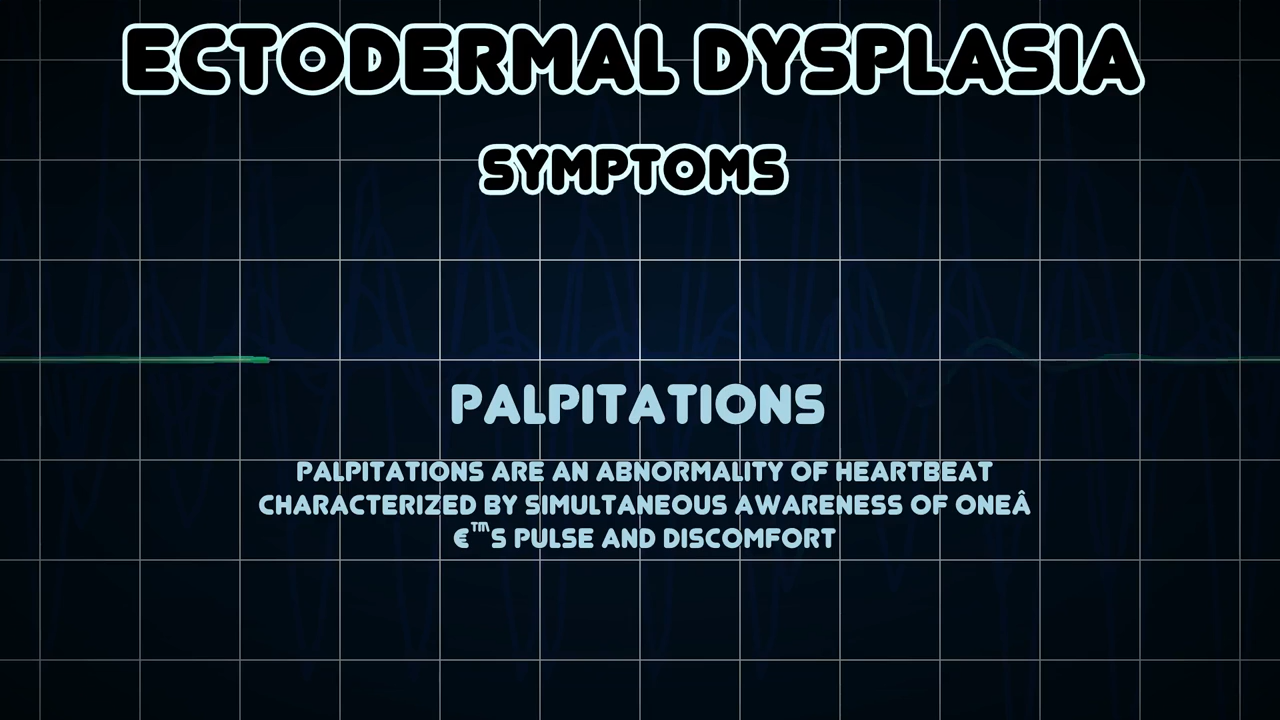 ECTODERMAL DYSPLASIA
SYMPTOMS
PALPITATIONS
PALPITATIONS ARE AN ABNORMALITY OF HEARTBEAT
CHARACTERIZED BY SIMULTANEOUS AWARENESS OF ONEÂ
€™S PULSE AND DISCOMFORT